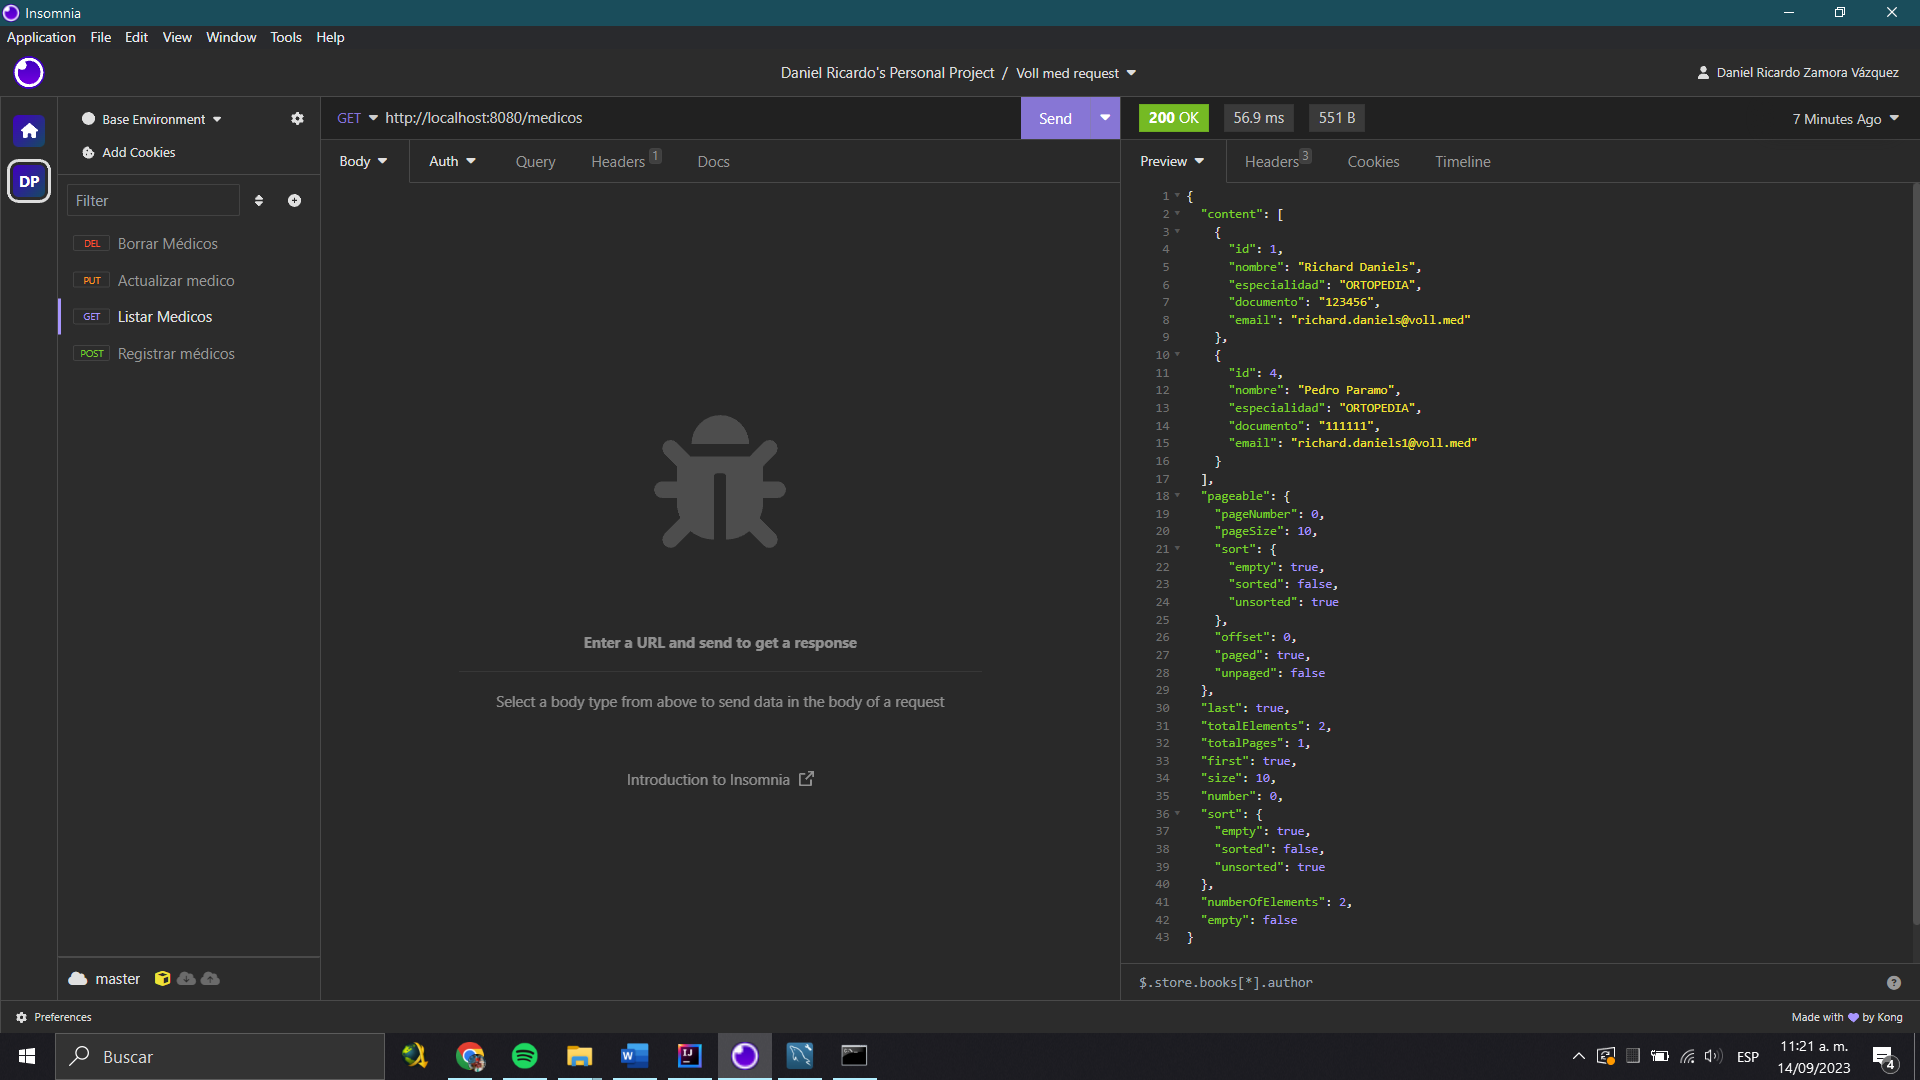 Insomnia
Application File Edit View Window Tools Help
Daniel Ricardo's Personal Project / Voll med request
Daniel Ricardo Zamora Vázquez
DP
Base Environment
Add Cookies
Filter
DEL Borrar Médicos
PUT Actualizar medico
GET Listar Medicos
POST Registrar médicos
master
GET http://localhost:8080/medicos
Send
Body Auth Query Headers 1 Docs
Enter a URL and send to get a response
Select a body type from above to send data in the body of a request
Introduction to Insomnia
200 OK 56.9 ms 551 B 7 Minutes Ago
Preview Headers 3 Cookies Timeline
1 {
2 "content": [
3 {
4 "id": 1,
5 "nombre": "Richard Daniels",
6 "especialidad": "ORTOPEDIA",
7 "documento": "123456",
8 "email": "richard.daniels@voll.med"
9 },
10 {
11 "id": 4,
12 "nombre": "Pedro Paramo",
13 "especialidad": "ORTOPEDIA",
14 "documento": "111111",
15 "email": "richard.daniels1@voll.med"
16 }
17 ],
18 "pageable": {
19 "pageNumber": 0,
20 "pageSize": 10,
21 "sort": {
22 "empty": true,
23 "sorted": false,
24 "unsorted": true
25 },
26 "offset": 0,
27 "paged": true,
28 "unpaged": false
29 },
30 "last": true,
31 "totalElements": 2,
32 "totalPages": 1,
33 "first": true,
34 "size": 10,
35 "number": 0,
36 "sort": {
37 "empty": true,
38 "sorted": false,
39 "unsorted": true
40 },
41 "numberOfElements": 2,
42 "empty": false
43 }
$.store.books[*].author
Preferences
Made with by Kong
Buscar
ESP
11:21 a. m.
14/09/2023
4